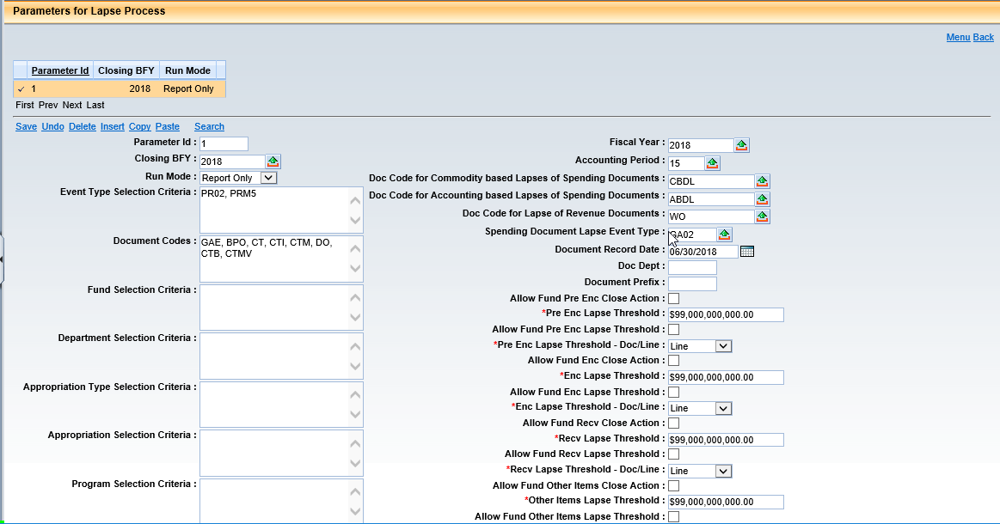 Parameters for Lapse Process
Menu Back
Parameter Id Closing BFY Run Mode
1 2018 Report Only
First Prev Next Last
Save Undo Delete Insert Copy Paste Search
Parameter Id : 1
Closing BFY : 2018
Run Mode : Report Only
Event Type Selection Criteria : PR02, PRM5
Document Codes : GAE, BPO, CT, CTI, CTM, DO,
CTB, CTMV
Fund Selection Criteria :
Department Selection Criteria :
Appropriation Type Selection Criteria :
Appropriation Selection Criteria :
Program Selection Criteria :
Fiscal Year : 2018
Accounting Period : 15
Doc Code for Commodity based Lapses of Spending Documents : CBDL
Doc Code for Accounting based Lapses of Spending Documents : ABDL
Doc Code for Lapse of Revenue Documents : WO
Spending Document Lapse Event Type : GA02
Document Record Date : 06/30/2018
Doc Dept :
Document Prefix :
Allow Fund Pre Enc Close Action :
*Pre Enc Lapse Threshold : $99,000,000,000.00
Allow Fund Pre Enc Lapse Threshold :
*Pre Enc Lapse Threshold - Doc/Line : Line
Allow Fund Enc Close Action :
*Enc Lapse Threshold : $99,000,000,000.00
Allow Fund Enc Lapse Threshold :
*Enc Lapse Threshold - Doc/Line : Line
Allow Fund Recv Close Action :
*Recv Lapse Threshold : $99,000,000,000.00
Allow Fund Recv Lapse Threshold :
*Recv Lapse Threshold - Doc/Line : Line
Allow Fund Other Items Close Action :
*Other Items Lapse Threshold : $99,000,000,000.00
Allow Fund Other Items Lapse Threshold :